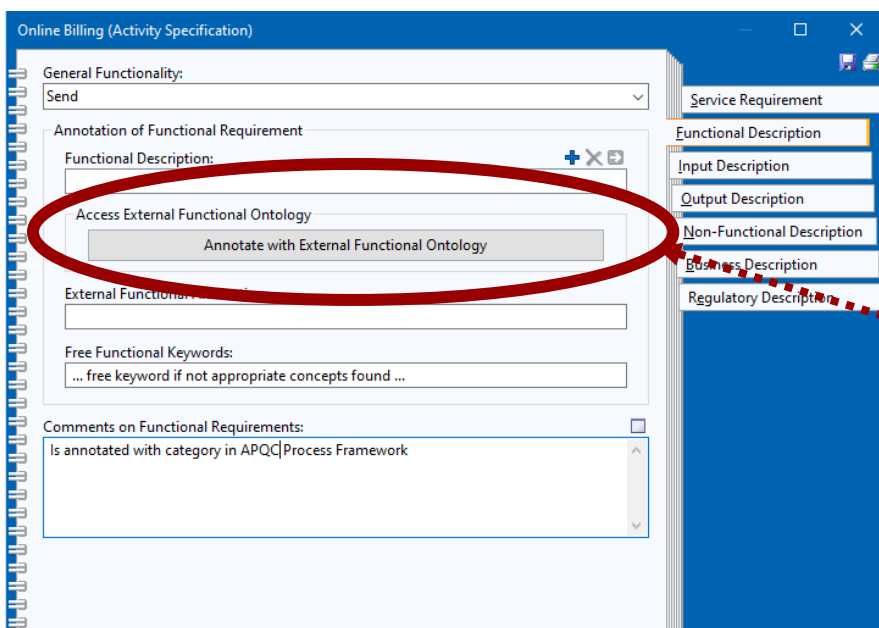 Online Billing (Activity Specification)
General Functionality:
Send
Annotation of Functional Requirement
Functional Description:
Access External Functional Ontology
Annotate with External Functional Ontology
External Functional
Free Functional Keywords:
... free keyword if not appropriate concepts found ...
Comments on Functional Requirements:
Is annotated with category in APQC Process Framework
Service Requirement
Functional Description
Input Description
Output Description
Non-Functional Description
Business Description
Regulatory Description